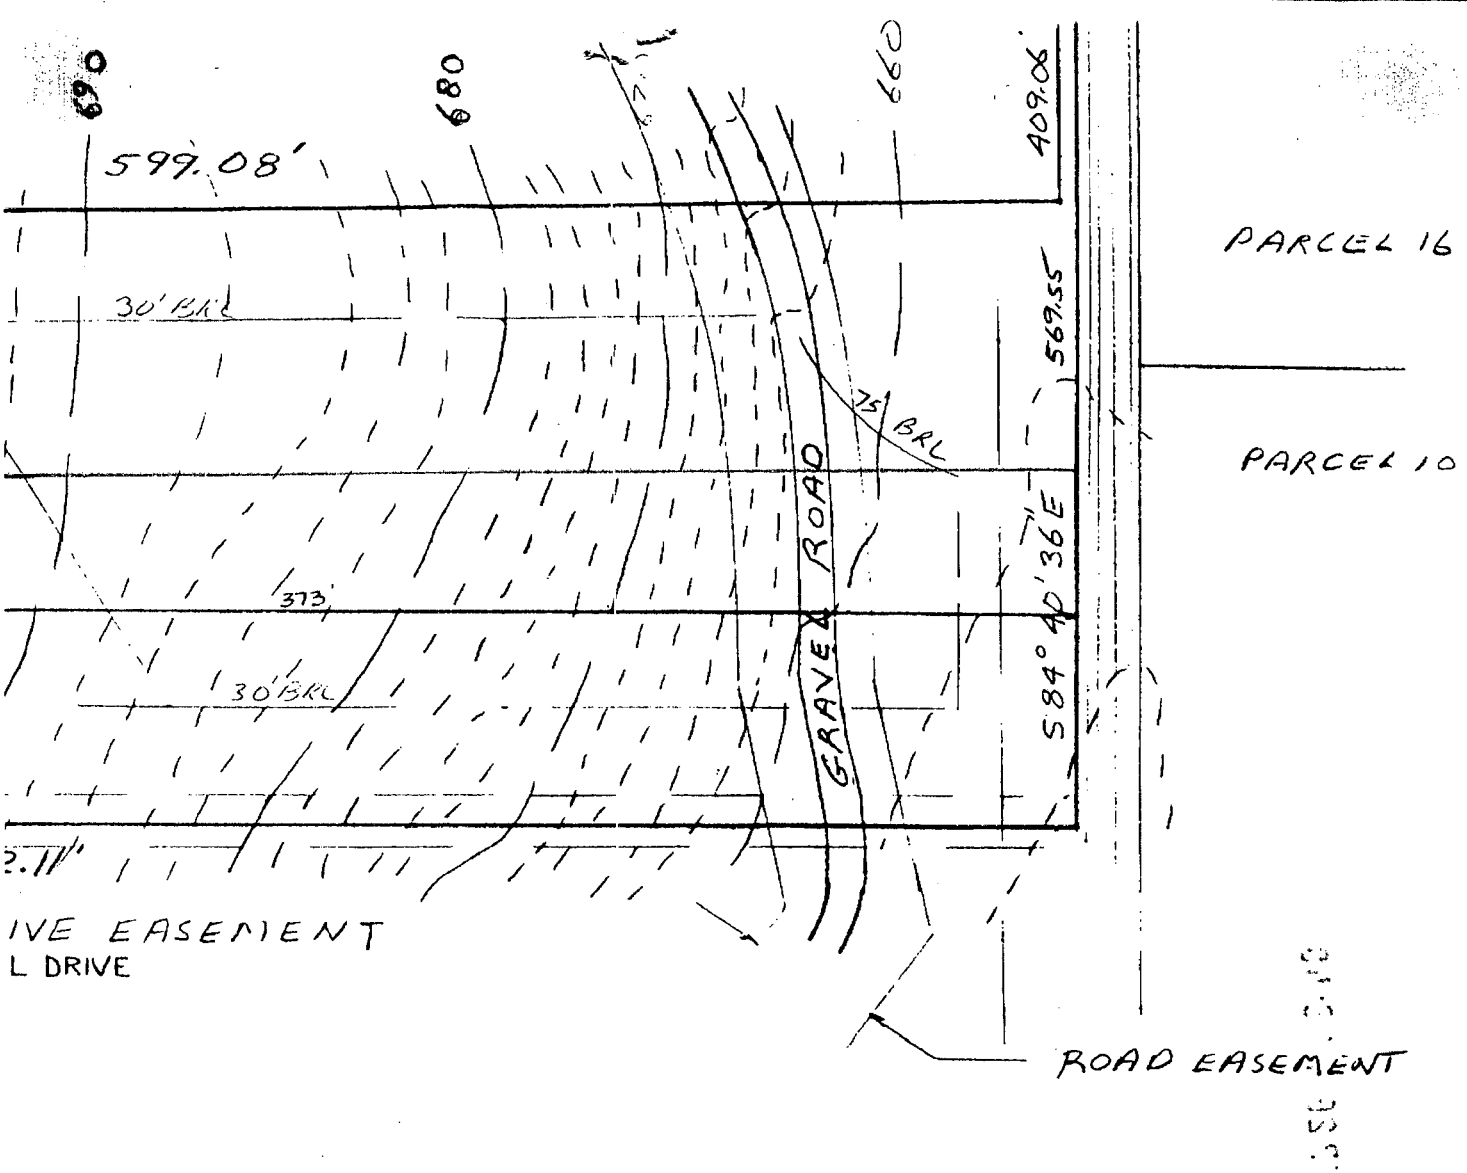 690
680
660
409.06'
599.08'
PARCEL 16
30' BRL
569.55
75' BRL
PARCEL 10
GRAVEL ROAD
S84° 40' 36" E
373'
30' BRL
2.11'
IVE EASEMENT
L DRIVE
ROAD EASEMENT